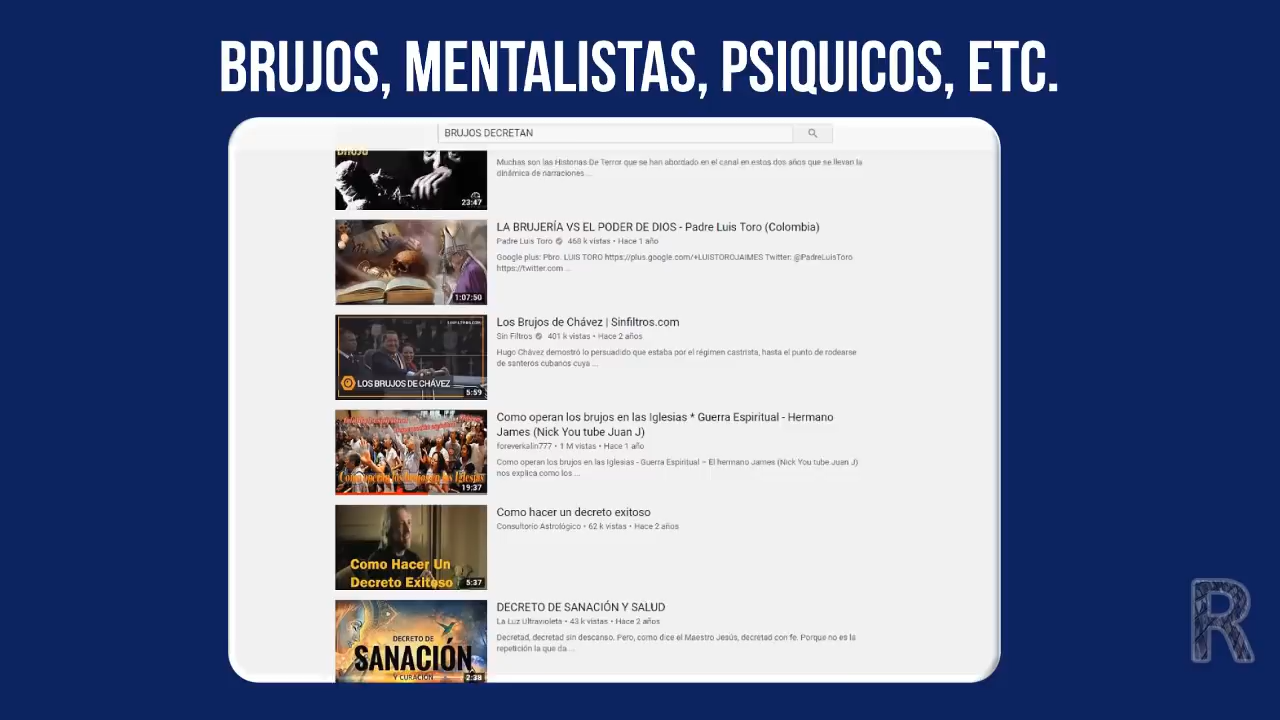 BRUJOS, MENTALISTAS, PSIQUICOS, ETC.
BRUJOS DECRETAN
BRUJO
23:47
Muchas son las Historias De Terror que se han abordado en el canal en estos dos años que se llevan la
dinámica de narraciones ...
1:07:50
LA BRUJERÍA VS EL PODER DE DIOS - Padre Luis Toro (Colombia)
Padre Luis Toro 468 k vistas • Hace 1 año
Google plus: Pbro. LUIS TORO https://plus.google.com/+LUISTOROJAIMES Twitter: @PadreLuisToro
https://twitter.com ...
SINFILTROS.COM
LOS BRUJOS DE CHÁVEZ
5:59
Los Brujos de Chávez | Sinfiltros.com
Sin Filtros 401 k vistas • Hace 2 años
Hugo Chávez demostró lo persuadido que estaba por el régimen castrista, hasta el punto de rodearse
de santeros cubanos cuya ...
Como operan los brujos en las Iglesias
19:37
Como operan los brujos en las Iglesias * Guerra Espiritual - Hermano
James (Nick You tube Juan J)
foreverkalin777 • 1 M vistas • Hace 1 año
Como operan los brujos en las Iglesias - Guerra Espiritual – El hermano James (Nick You tube Juan J)
nos explica como los ...
Como Hacer Un
Decreto Exitoso
5:37
Como hacer un decreto exitoso
Consultorio Astrológico • 62 k vistas • Hace 2 años
DECRETO DE
SANACIÓN
Y CURACIÓN
2:38
DECRETO DE SANACIÓN Y SALUD
La Luz Ultravioleta • 43 k vistas • Hace 2 años
Decretad, decretad sin descanso. Pero, como dice el Maestro Jesús, decretad con fe. Porque no es la
repetición la que da...
R